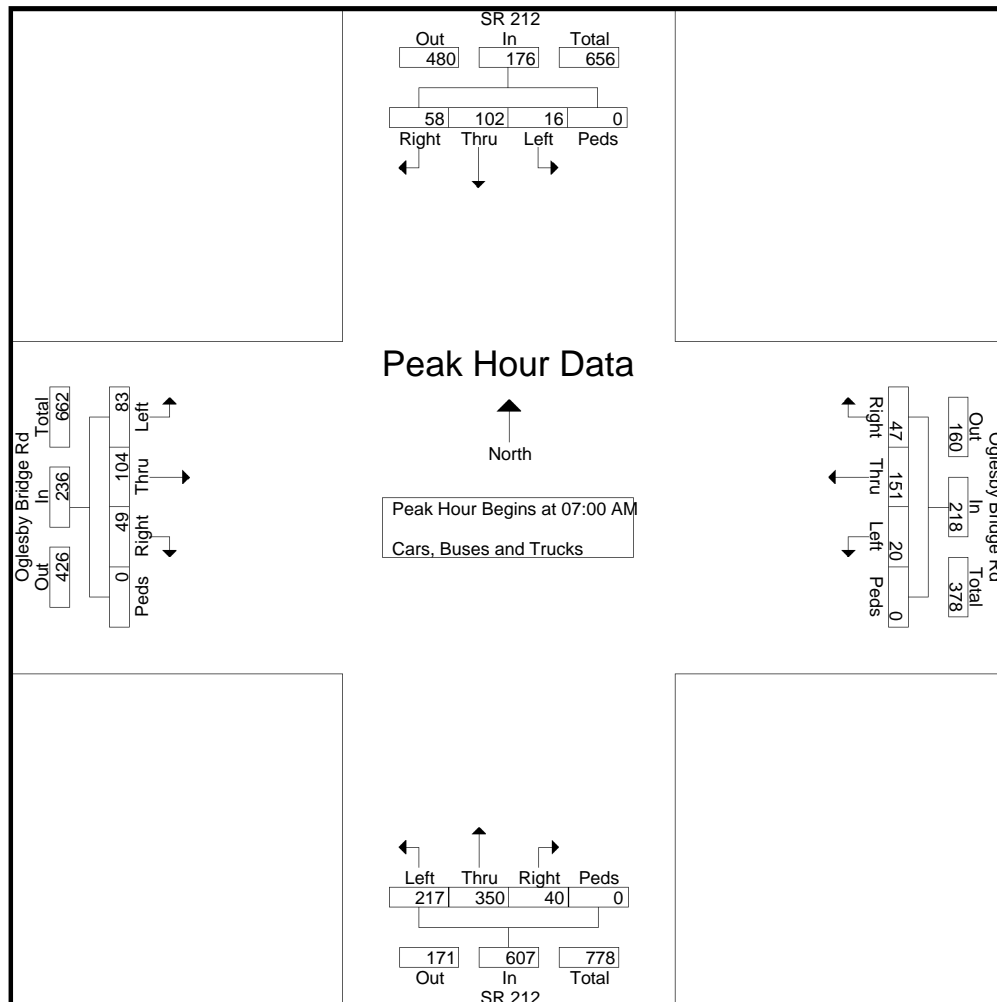 SR 212
Out In Total
480 176 656
58 102 16 0
Right Thru Left Peds
Peak Hour Data
North
Peak Hour Begins at 07:00 AM
Cars, Buses and Trucks
Oglesby Bridge Rd
Out In Total
426 236 662
0 49 104 83
Peds Right Thru Left
Oglesby Bridge Rd
Out In Total
160 218 378
47 151 20 0
Right Thru Left Peds
Left Thru Right Peds
217 350 40 0
171 607 778
Out In Total
SR 212